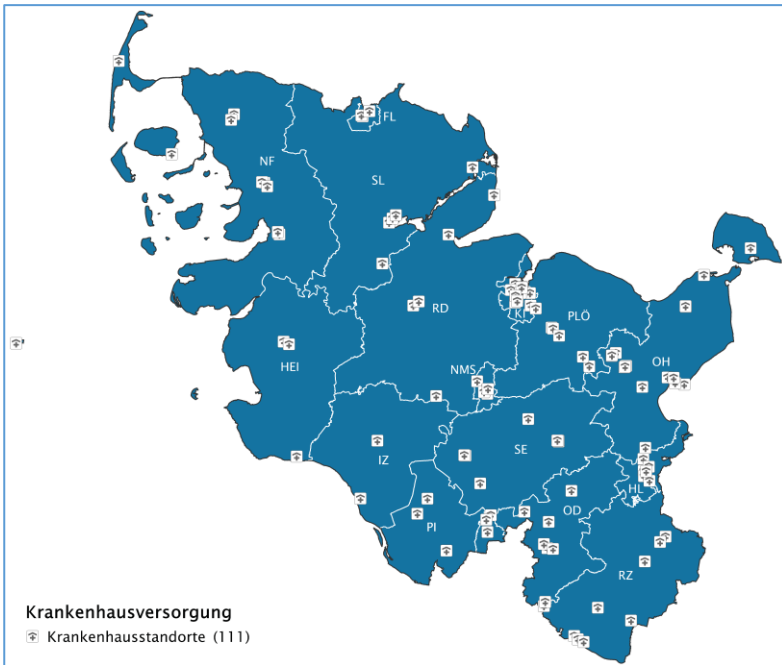 FL
NF
SL
RD
KI
PLÖ
OH
HEI
NMS
IZ
SE
HL
OD
PI
RZ
Krankenhausversorgung
Krankenhausstandorte (111)